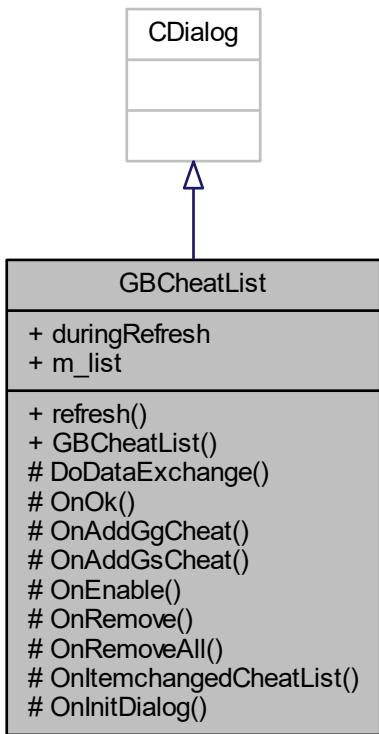 CDialog
GBCheatList
+ duringRefresh
+ m_list
+ refresh()
+ GBCheatList()
# DoDataExchange()
# OnOk()
# OnAddGgCheat()
# OnAddGsCheat()
# OnEnable()
# OnRemove()
# OnRemoveAll()
# OnItemchangedCheatList()
# OnInitDialog()